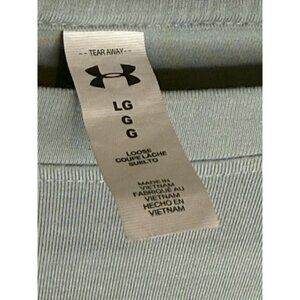 -- TEAR AWAY --
LG
G
G
LOOSE
COUPE LÂCHE
SUELTO
MADE IN
VIETNAM
FABRIQUÉ AU
VIETNAM
HECHO EN
VIETNAM